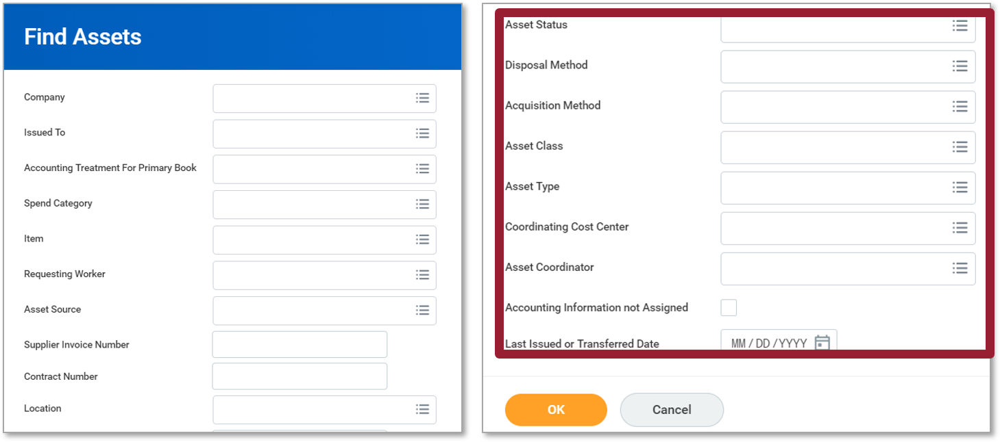 Find Assets
Company
Issued To
Accounting Treatment For Primary Book
Spend Category
Item
Requesting Worker
Asset Source
Supplier Invoice Number
Contract Number
Location
Asset Status
Disposal Method
Acquisition Method
Asset Class
Asset Type
Coordinating Cost Center
Asset Coordinator
Accounting Information not Assigned
Last Issued or Transferred Date MM / DD / YYYY
OK Cancel